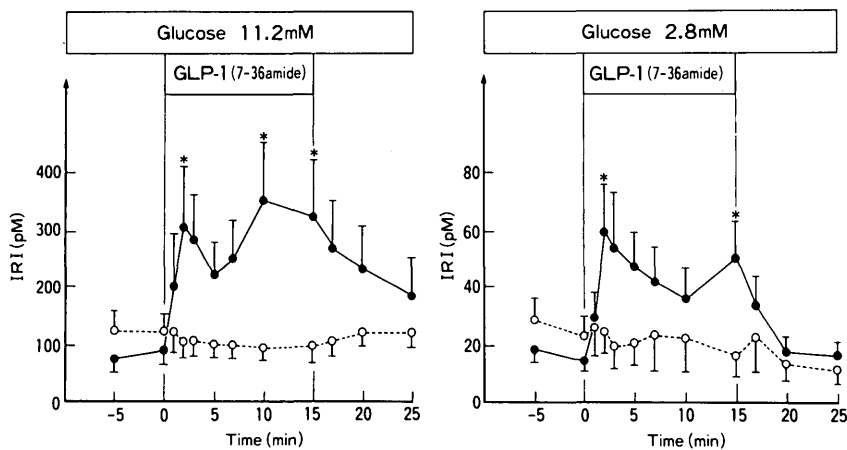 Glucose 11.2mM
GLP-1(7-36amide)
IRI(pM)
400
300
200
100
0
* * *
-5 0 5 10 15 20 25
Time(min)
Glucose 2.8mM
GLP-1(7-36amide)
IRI(pM)
80
60
40
20
0
* *
-5 0 5 10 15 20 25
Time(min)